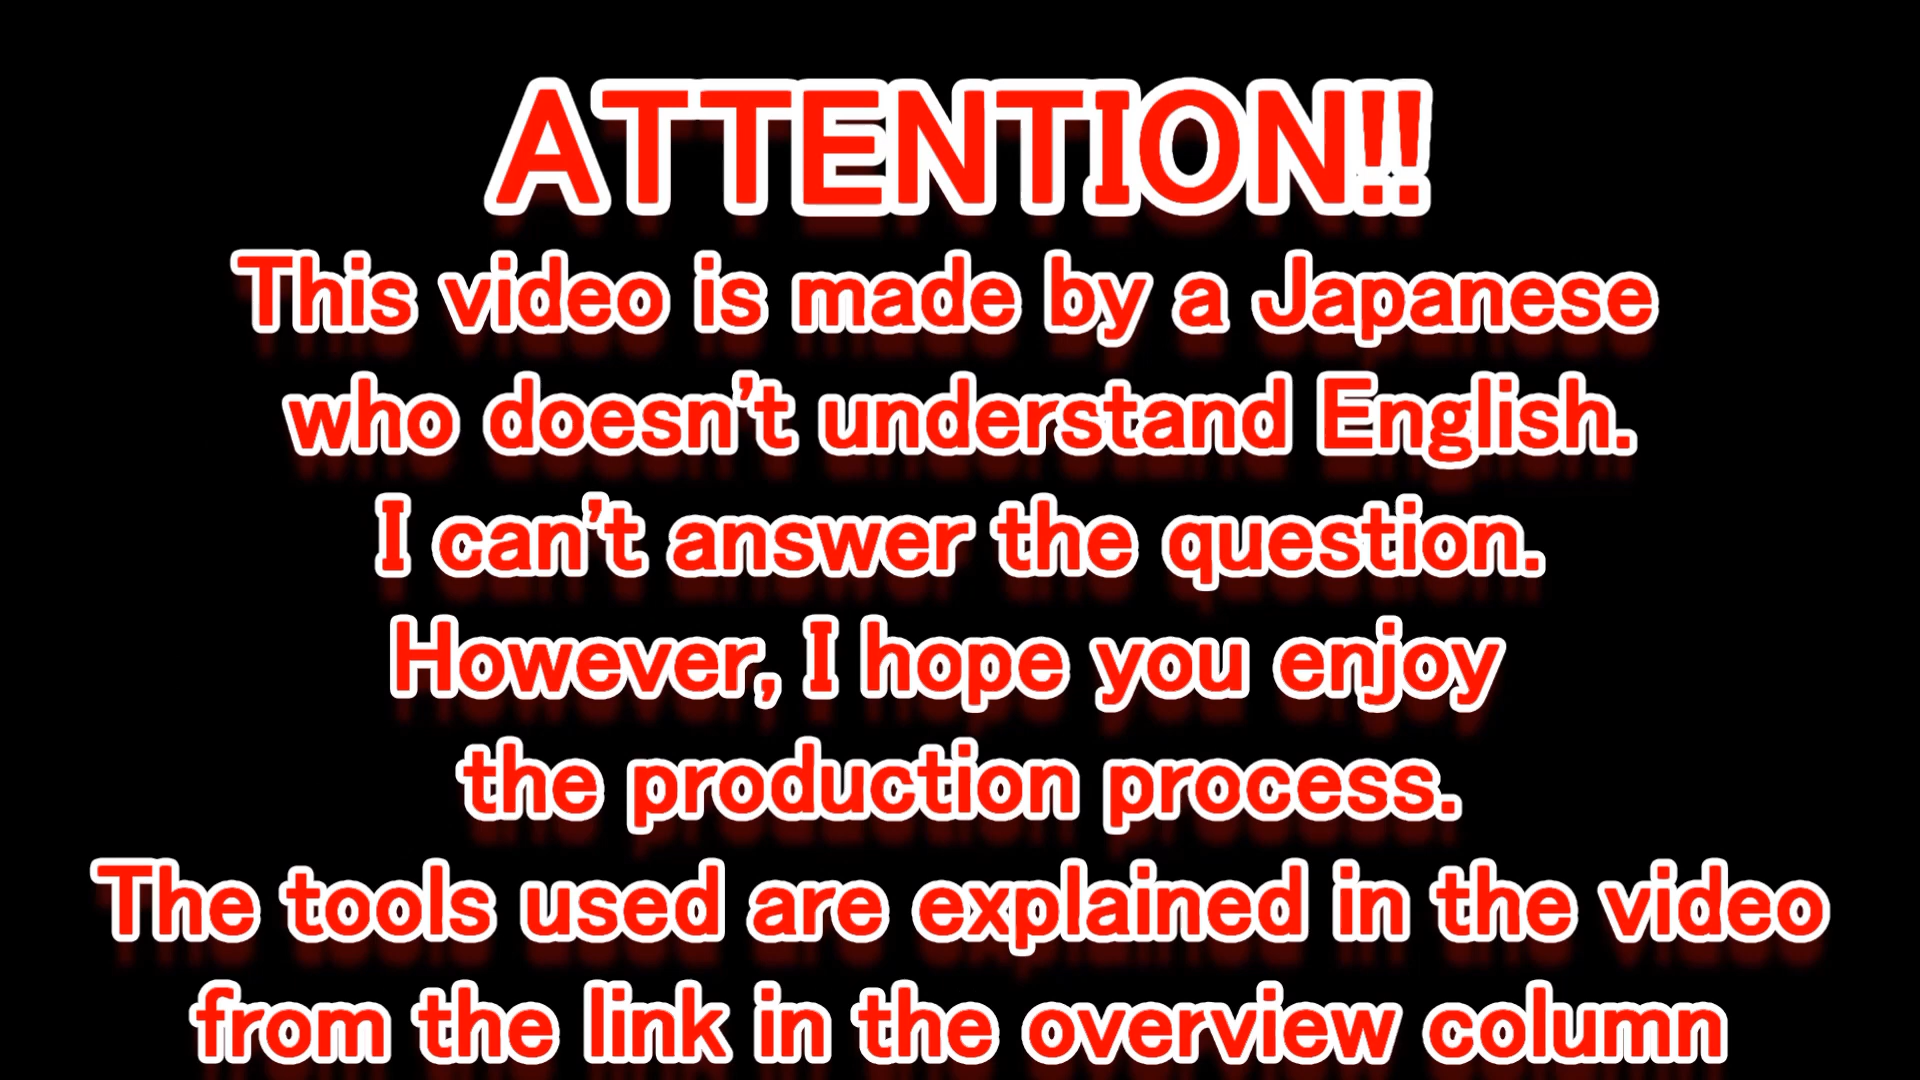 ATTENTION!!
This video is made by a Japanese
who doesn't understand English.
I can't answer the question.
However, I hope you enjoy
the production process.
The tools used are explained in the video
from the link in the overview column